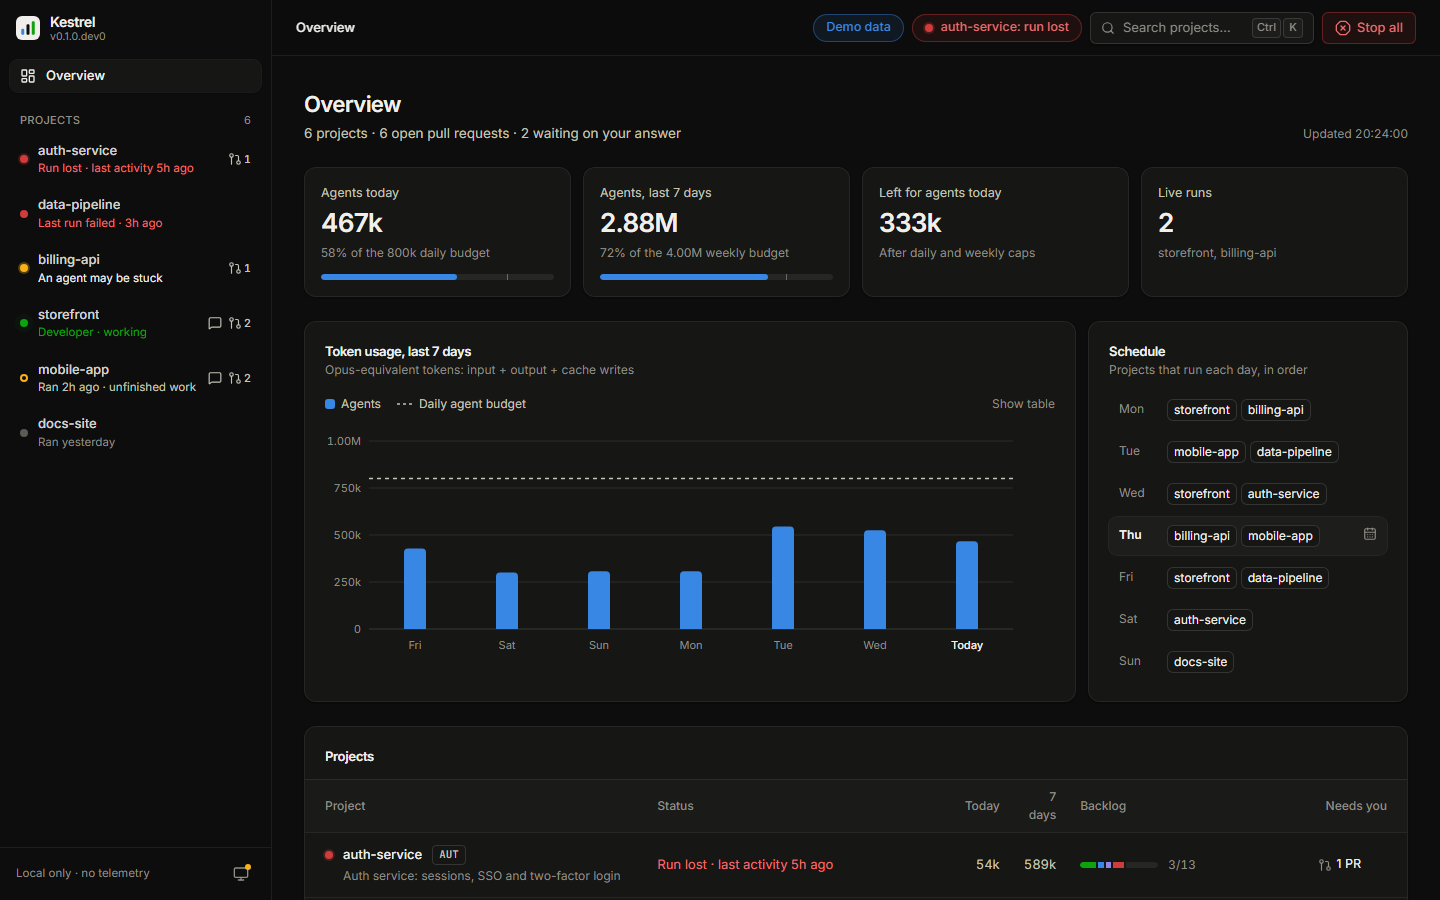 Kestrel
v0.1.0.dev0
Overview
PROJECTS 6
auth-service
Run lost · last activity 5h ago 1
data-pipeline
Last run failed · 3h ago
billing-api
An agent may be stuck 1
storefront
Developer · working 2
mobile-app
Ran 2h ago · unfinished work 2
docs-site
Ran yesterday
Local only · no telemetry
Overview
Demo data
auth-service: run lost
Search projects... Ctrl K
Stop all
Overview
6 projects · 6 open pull requests · 2 waiting on your answer
Updated 20:24:00
Agents today
467k
58% of the 800k daily budget
Agents, last 7 days
2.88M
72% of the 4.00M weekly budget
Left for agents today
333k
After daily and weekly caps
Live runs
2
storefront, billing-api
Token usage, last 7 days
Opus-equivalent tokens: input + output + cache writes
Agents Daily agent budget Show table
1.00M
750k
500k
250k
0
Fri Sat Sun Mon Tue Wed Today
Schedule
Projects that run each day, in order
Mon storefront billing-api
Tue mobile-app data-pipeline
Wed storefront auth-service
Thu billing-api mobile-app
Fri storefront data-pipeline
Sat auth-service
Sun docs-site
Projects
Project Status Today 7 days Backlog Needs you
auth-service AUT
Auth service: sessions, SSO and two-factor login
Run lost · last activity 5h ago 54k 589k 3/13 1 PR